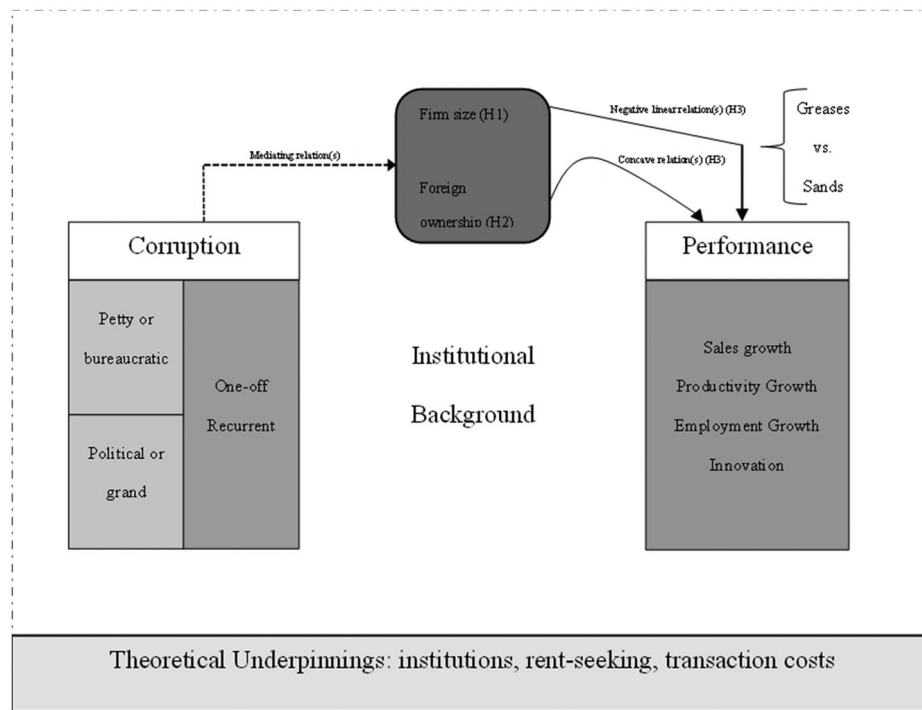 Firm size (H1)
Foreign
ownership (H2)
Mediating relation(s)
Negative linear relation(s) (H3)
Concave relation(s) (H3)
Greases
vs.
Sands
Corruption
Petty or
bureaucratic
Political or
grand
One-off
Recurrent
Institutional
Background
Performance
Sales growth
Productivity Growth
Employment Growth
Innovation
Theoretical Underpinnings: institutions, rent-seeking, transaction costs